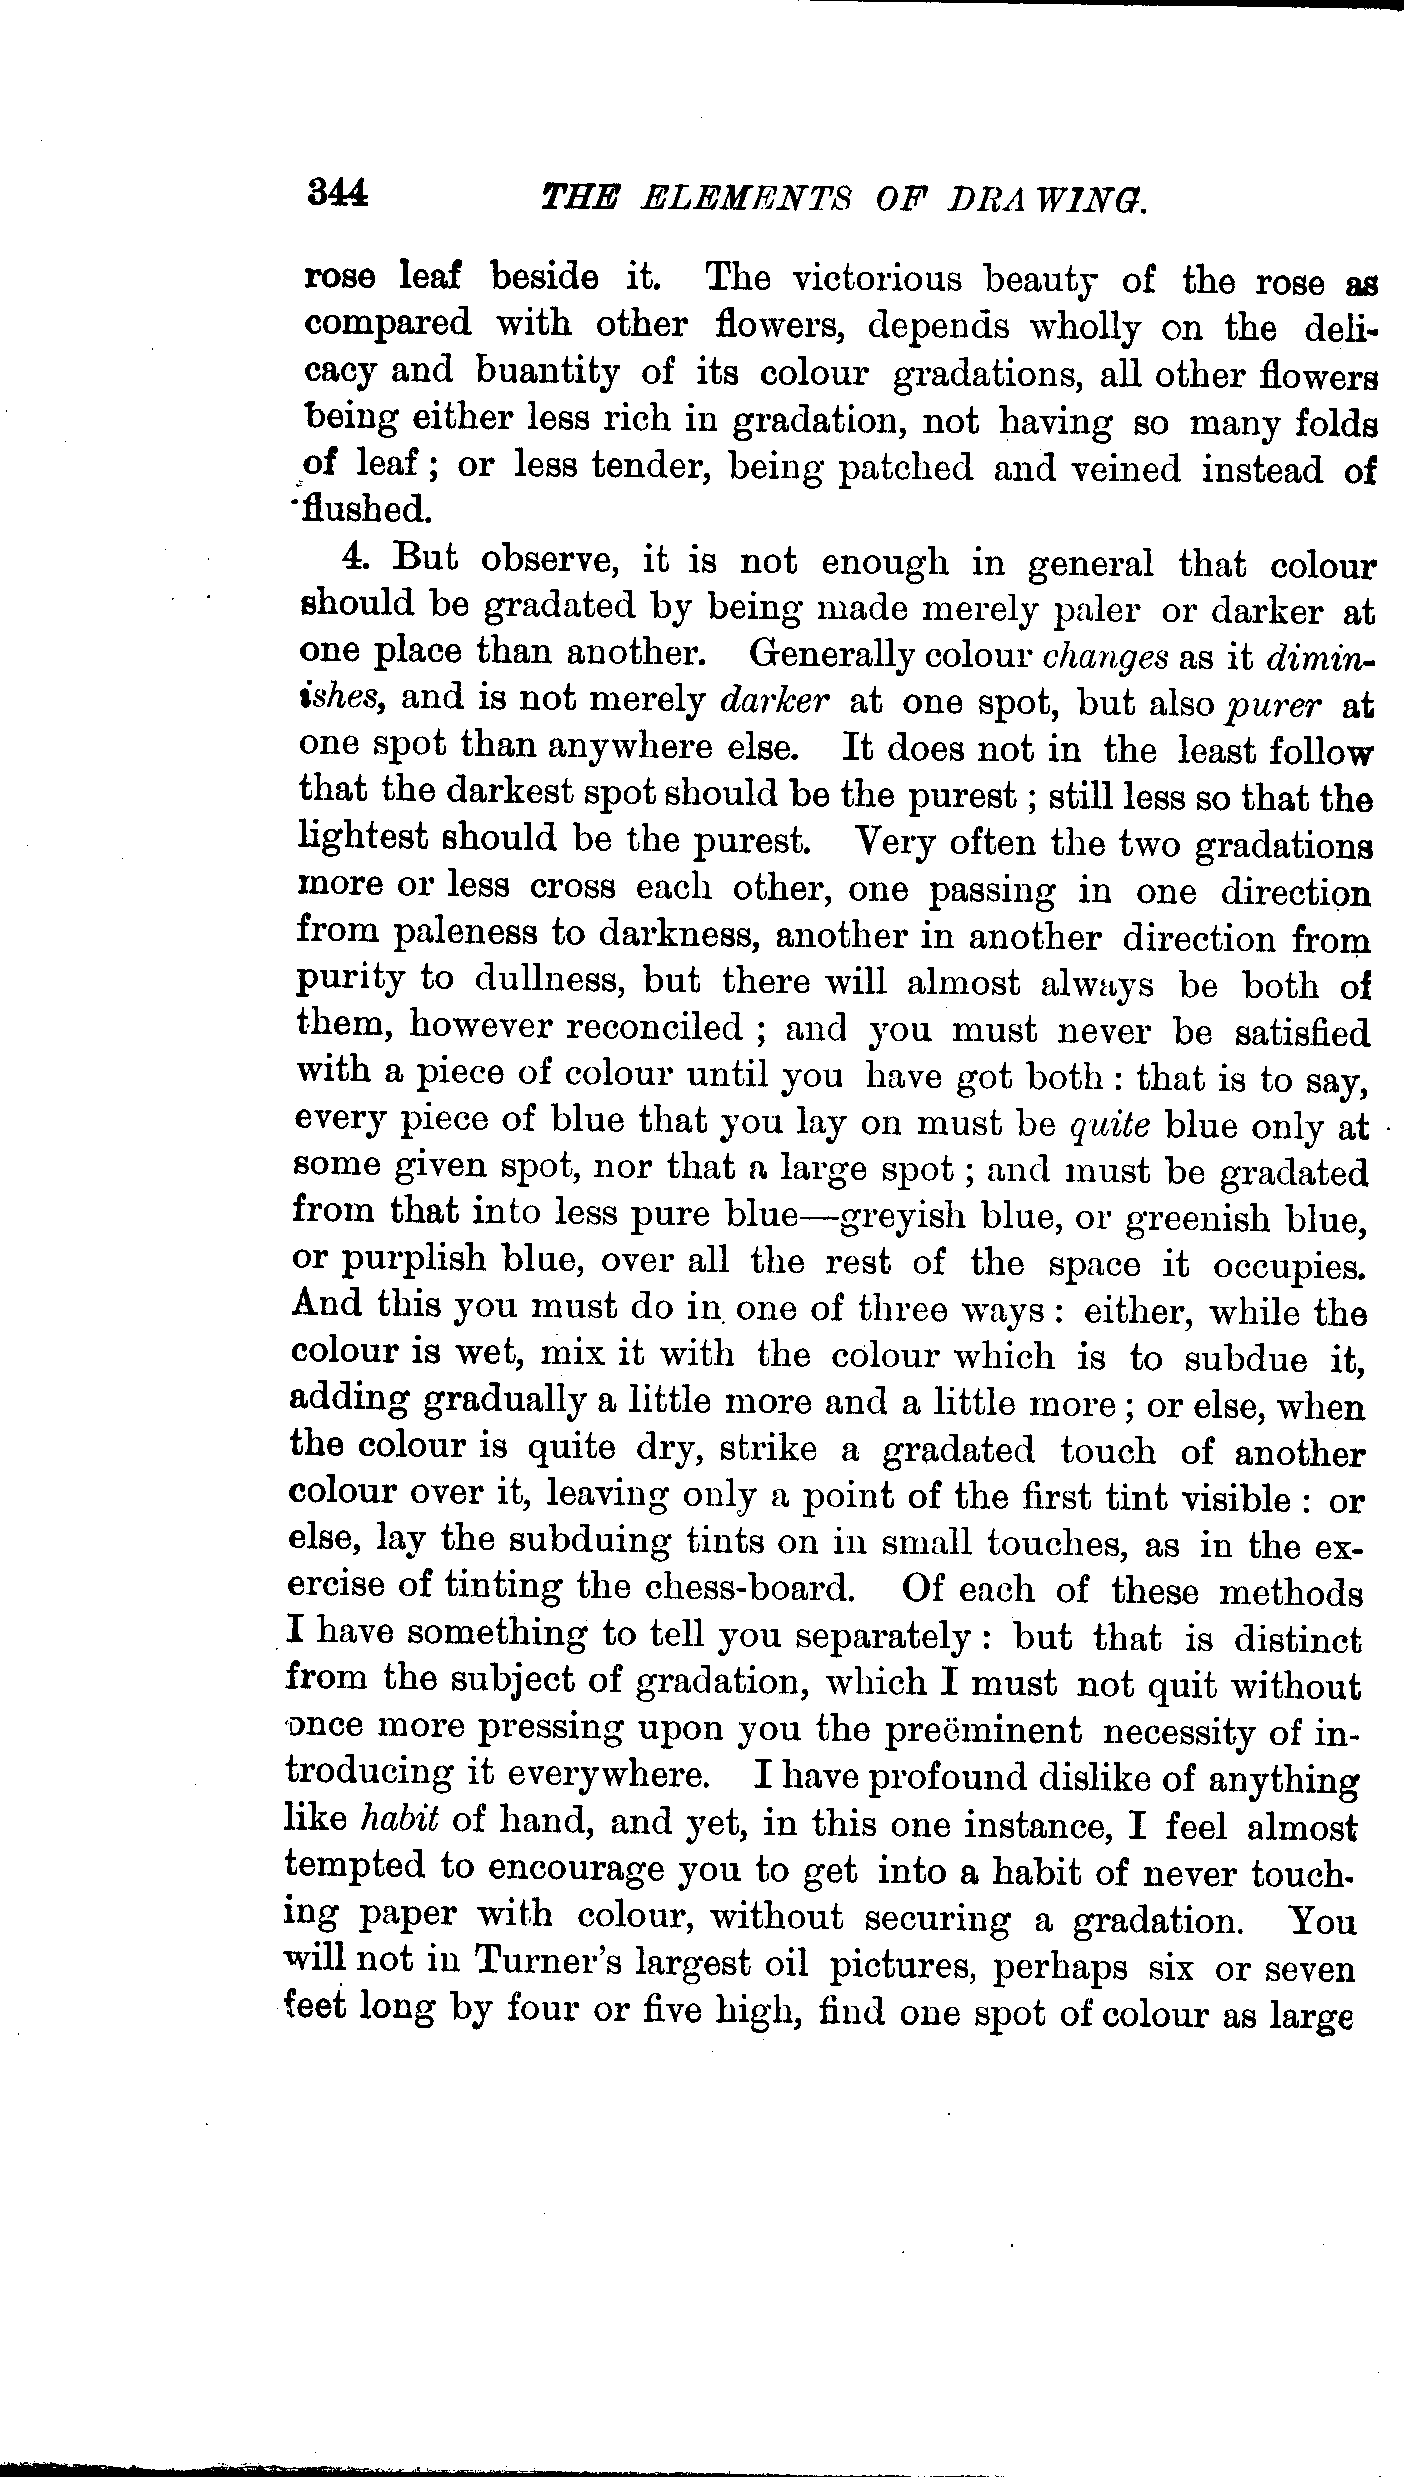 344 THE ELEMENTS OF DRAWING.
rose leaf beside it. The victorious beauty of the rose as
compared with other flowers, depends wholly on the deli-
cacy and buantity of its colour gradations, all other flowers
being either less rich in gradation, not having so many folds
of leaf; or less tender, being patched and veined instead of
flushed.
4. But observe, it is not enough in general that colour
should be gradated by being made merely paler or darker at
one place than another. Generally colour changes as it dimin-
ishes, and is not merely darker at one spot, but also purer at
one spot than anywhere else. It does not in the least follow
that the darkest spot should be the purest; still less so that the
lightest should be the purest. Very often the two gradations
more or less cross each other, one passing in one direction
from paleness to darkness, another in another direction from
purity to dullness, but there will almost always be both of
them, however reconciled; and you must never be satisfied
with a piece of colour until you have got both: that is to say,
every piece of blue that you lay on must be quite blue only at
some given spot, nor that a large spot; and must be gradated
from that into less pure blue—greyish blue, or greenish blue,
or purplish blue, over all the rest of the space it occupies.
And this you must do in one of three ways: either, while the
colour is wet, mix it with the colour which is to subdue it,
adding gradually a little more and a little more; or else, when
the colour is quite dry, strike a gradated touch of another
colour over it, leaving only a point of the first tint visible: or
else, lay the subduing tints on in small touches, as in the ex-
ercise of tinting the chess-board. Of each of these methods
I have something to tell you separately: but that is distinct
from the subject of gradation, which I must not quit without
once more pressing upon you the preëminent necessity of in-
troducing it everywhere. I have profound dislike of anything
like habit of hand, and yet, in this one instance, I feel almost
tempted to encourage you to get into a habit of never touch-
ing paper with colour, without securing a gradation. You
will not in Turner's largest oil pictures, perhaps six or seven
feet long by four or five high, find one spot of colour as large